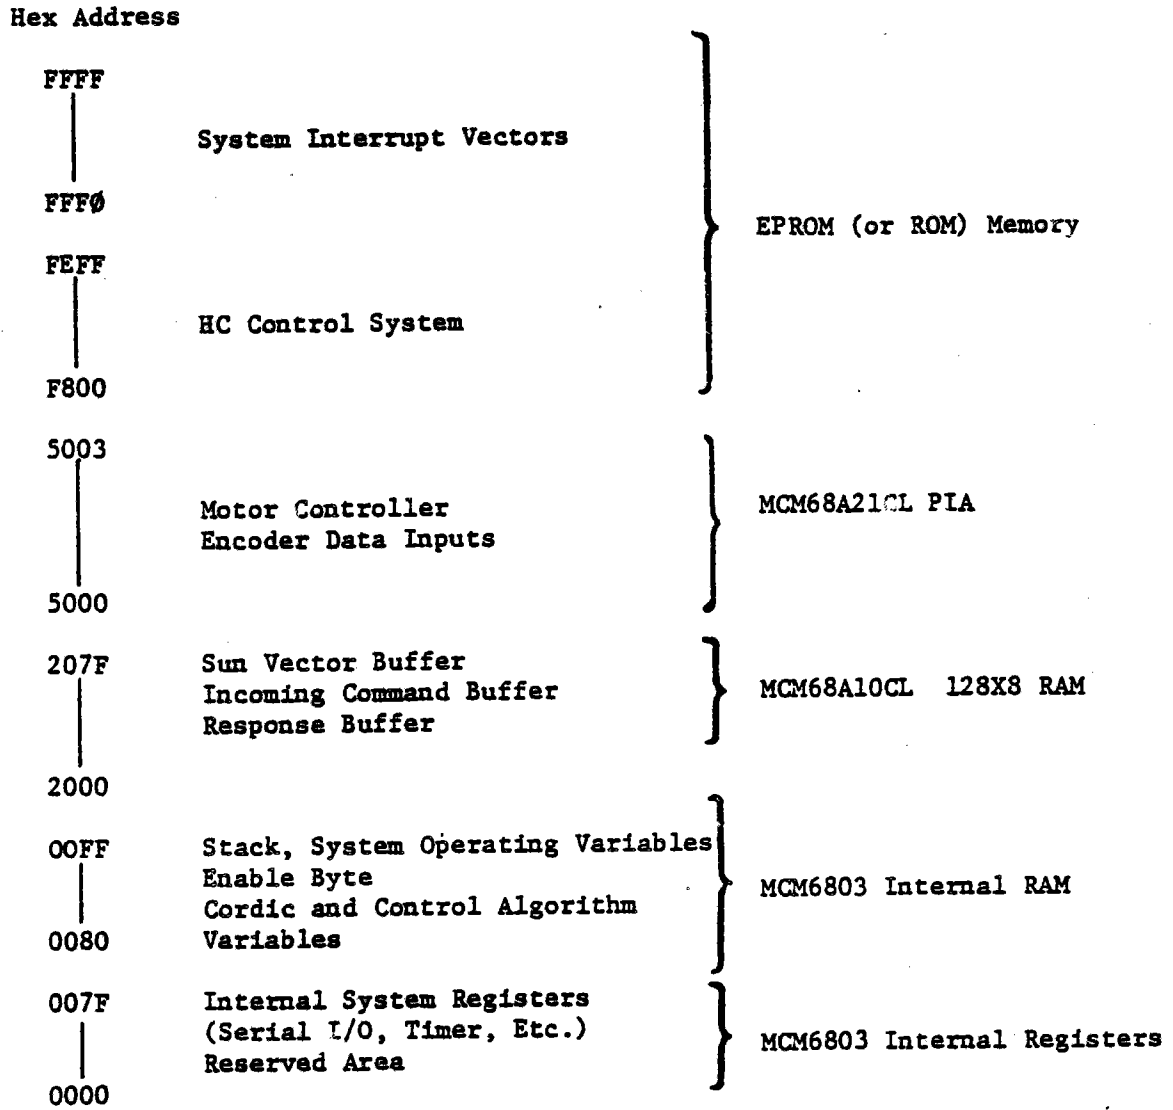 Hex Address
FFFF
System Interrupt Vectors
FFFØ
EPROM (or ROM) Memory
FEFF
HC Control System
F800
5003
Motor Controller
Encoder Data Inputs
MCM68A21CL PIA
5000
207F
Sun Vector Buffer
Incoming Command Buffer
Response Buffer
MCM68A10CL 128X8 RAM
2000
00FF
Stack, System Operating Variables
Enable Byte
Cordic and Control Algorithm
Variables
MCM6803 Internal RAM
0080
007F
Internal System Registers
(Serial I/O, Timer, Etc.)
Reserved Area
MCM6803 Internal Registers
0000